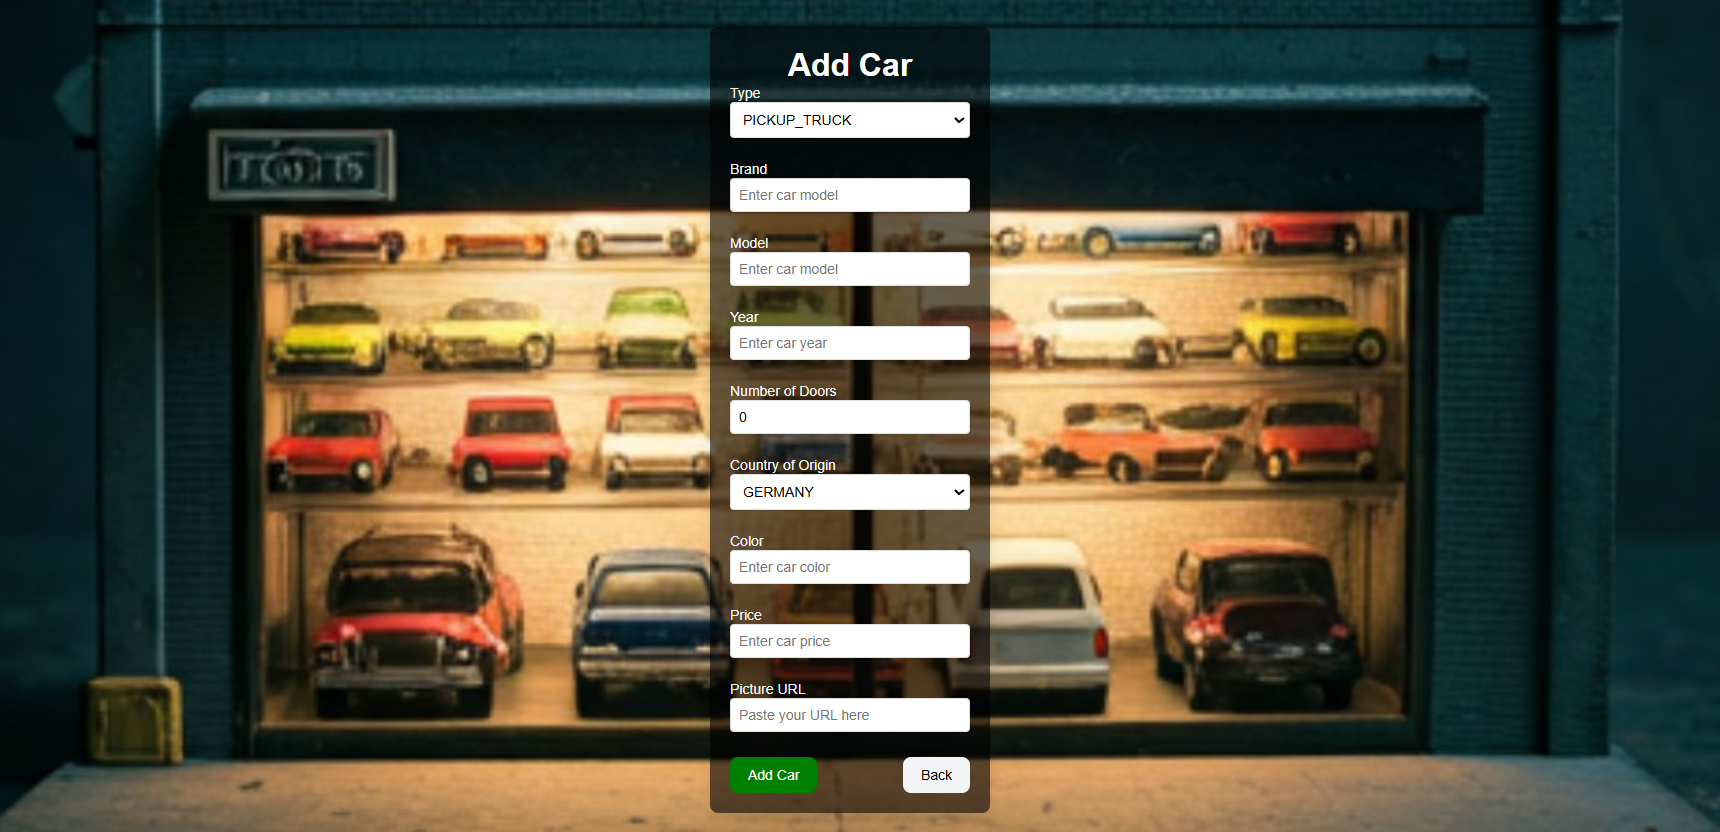 Add Car
Type
PICKUP_TRUCK
Brand
Enter car model
Model
Enter car model
Year
Enter car year
Number of Doors
0
Country of Origin
GERMANY
Color
Enter car color
Price
Enter car price
Picture URL
Paste your URL here
Add Car
Back